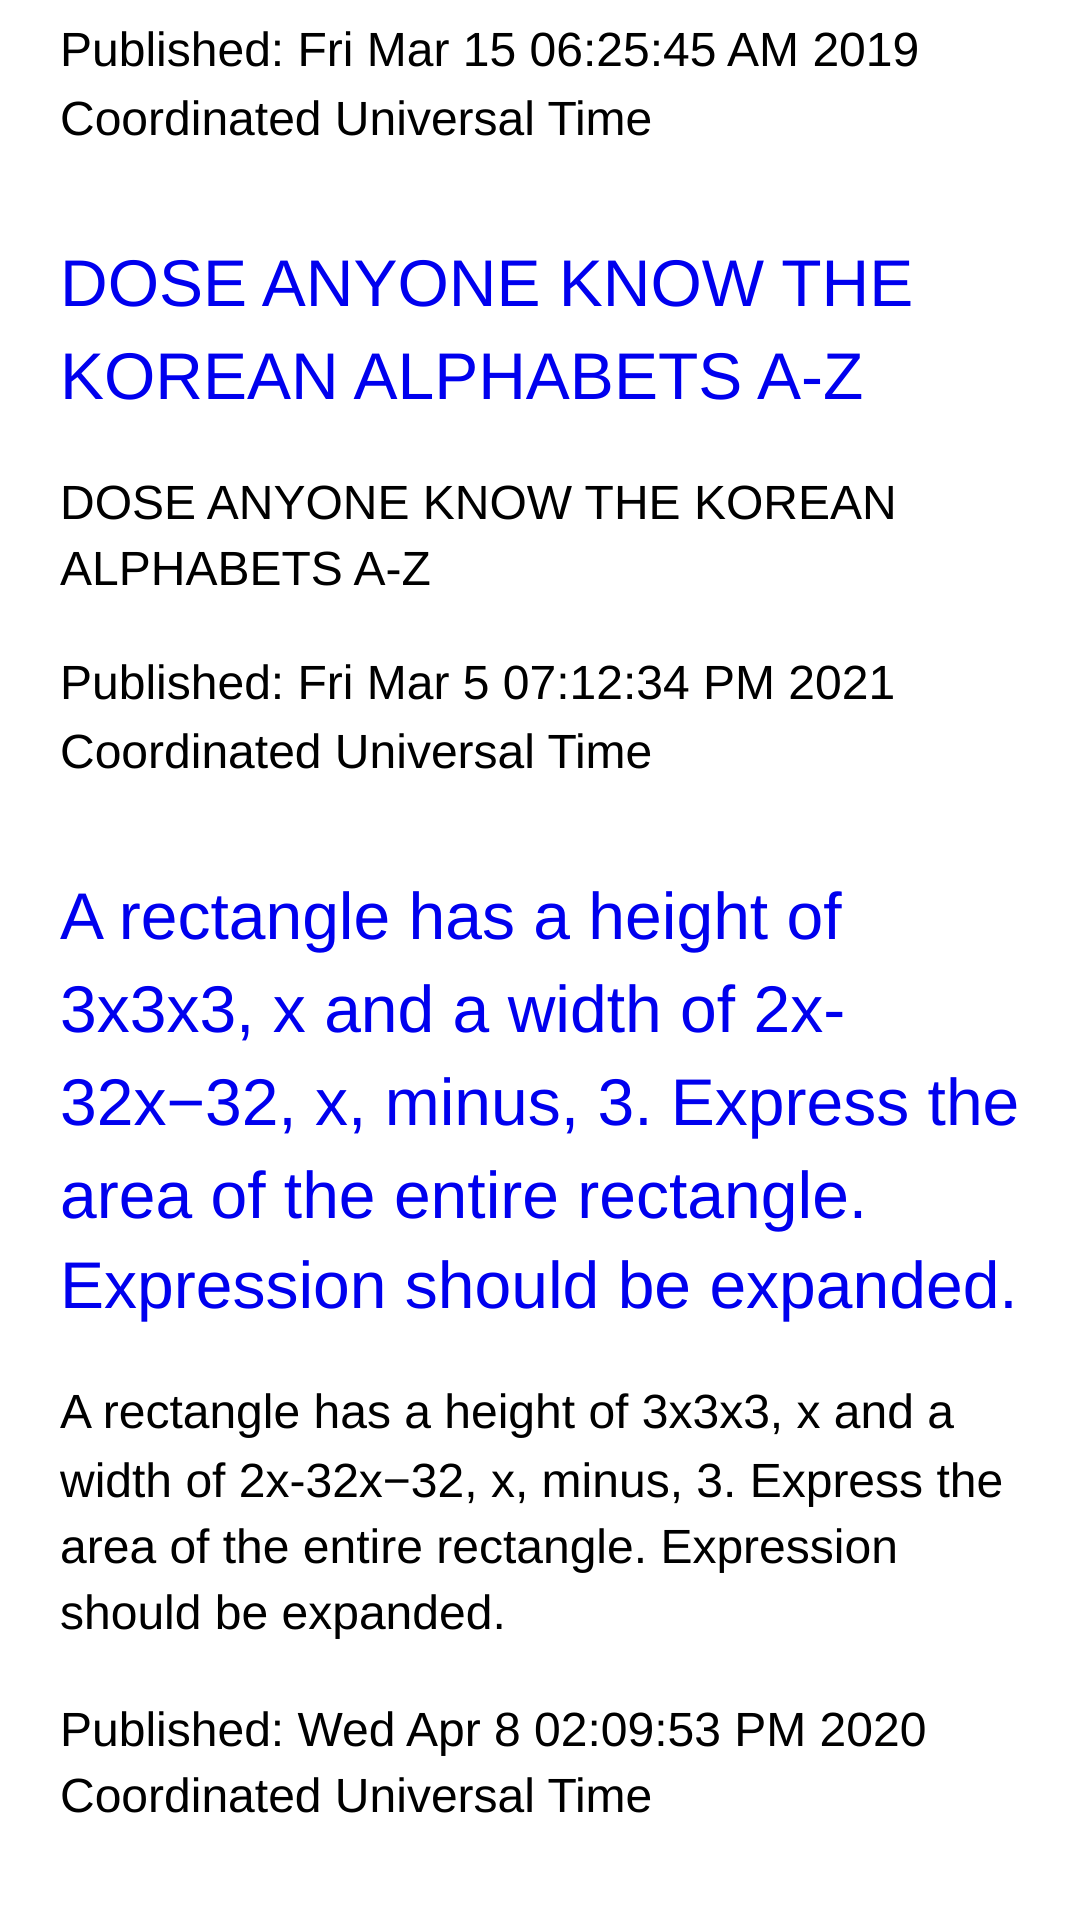 Published: Fri Mar 15 06:25:45 AM 2019
Coordinated Universal Time
DOSE ANYONE KNOW THE
KOREAN ALPHABETS A-Z
DOSE ANYONE KNOW THE KOREAN
ALPHABETS A-Z
Published: Fri Mar 5 07:12:34 PM 2021
Coordinated Universal Time
A rectangle has a height of
3x3x3, x and a width of 2x-
32x−32, x, minus, 3. Express the
area of the entire rectangle.
Expression should be expanded.
A rectangle has a height of 3x3x3, x and a
width of 2x-32x−32, x, minus, 3. Express the
area of the entire rectangle. Expression
should be expanded.
Published: Wed Apr 8 02:09:53 PM 2020
Coordinated Universal Time